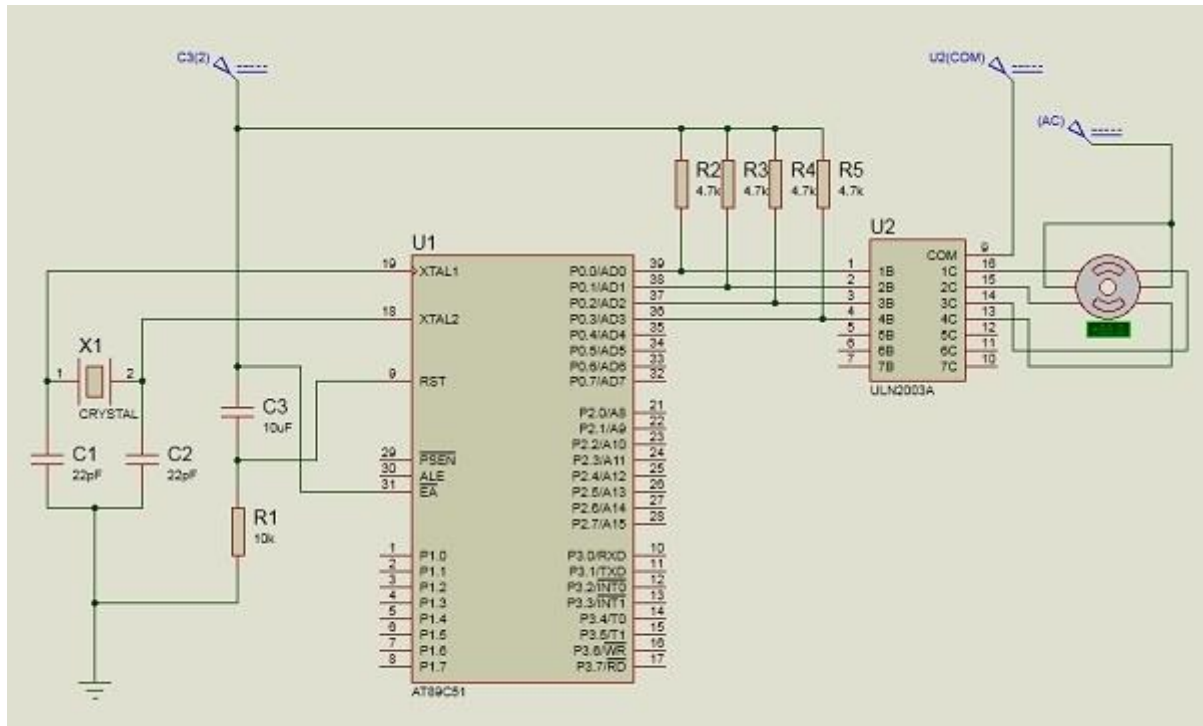 C3(2)
U2(COM)
(AC)
R2
4.7k
R3
4.7k
R4
4.7k
R5
4.7k
U1
19
XTAL1
18
XTAL2
9
RST
29
PSEN
30
ALE
31
EA
1
P1.0
2
P1.1
3
P1.2
4
P1.3
5
P1.4
6
P1.5
7
P1.6
8
P1.7
P0.0/AD0
39
P0.1/AD1
38
P0.2/AD2
37
P0.3/AD3
36
P0.4/AD4
35
P0.5/AD5
34
P0.6/AD6
33
P0.7/AD7
32
P2.0/A8
21
P2.1/A9
22
P2.2/A10
23
P2.3/A11
24
P2.4/A12
25
P2.5/A13
26
P2.6/A14
27
P2.7/A15
28
P3.0/RXD
10
P3.1/TXD
11
P3.2/INT0
12
P3.3/INT1
13
P3.4/T0
14
P3.5/T1
15
P3.6/WR
16
P3.7/RD
17
AT89C51
X1
1
2
CRYSTAL
C1
22pF
C2
22pF
C3
10uF
R1
10k
U2
1
1B
2
2B
3
3B
4
4B
5
5B
6
6B
7
7B
COM
9
1C
16
2C
15
3C
14
4C
13
5C
12
6C
11
7C
10
ULN2003A